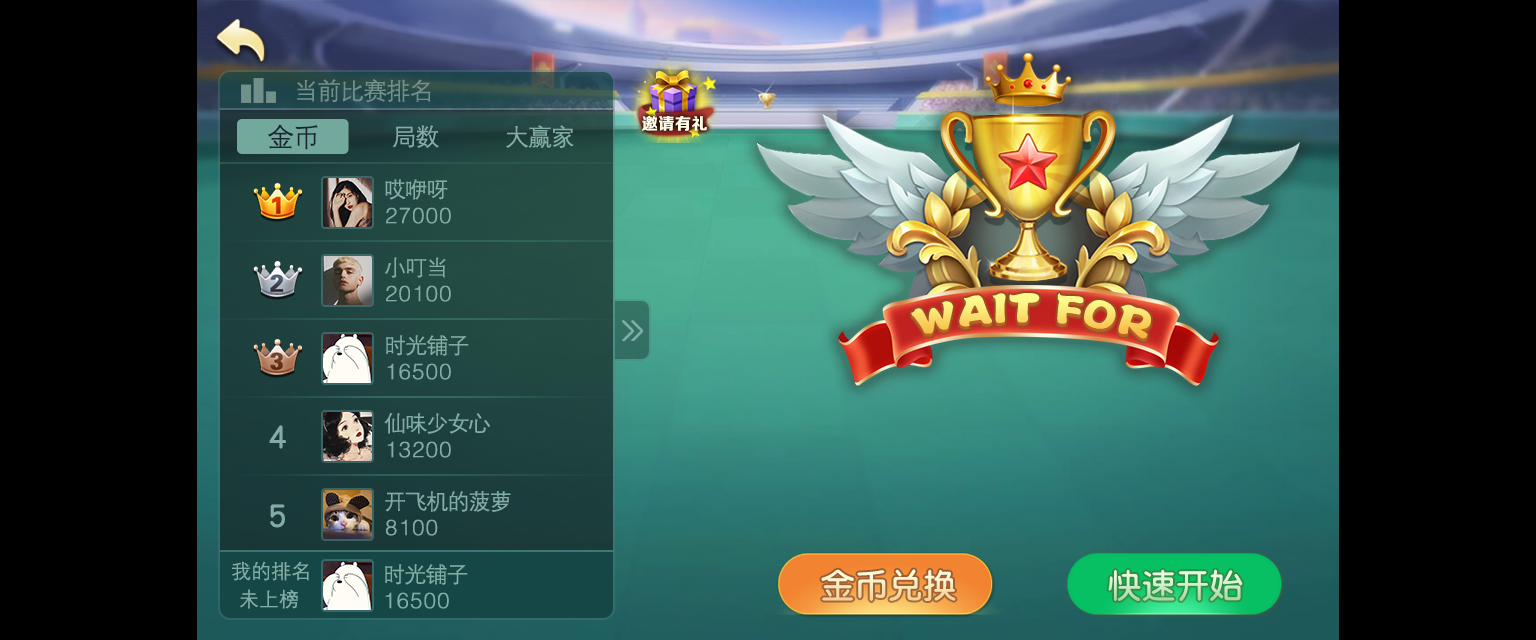 当前比赛排名
金币 局数 大赢家
1
哎咿呀
27000
2
小叮当
20100
3
时光铺子
16500
4
仙味少女心
13200
5
开飞机的菠萝
8100
我的排名
未上榜
时光铺子
16500
邀请有礼
WAIT FOR
金币兑换
快速开始